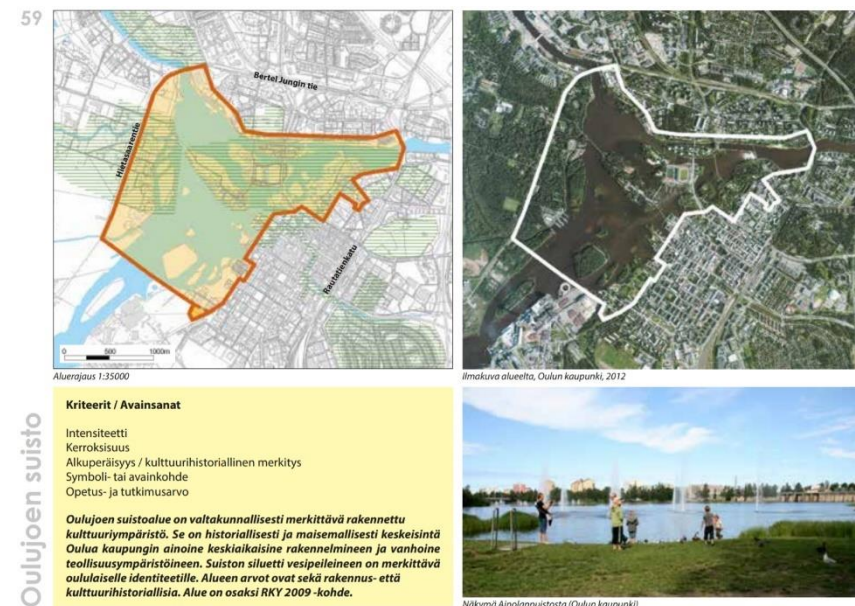 59
Oulujoen suisto
Bertel Jungin tie
Hietasaarentie
Rautatienkatu
0 500 1000m
Aluerajaus 1:35000
Ilmakuva alueelta, Oulun kaupunki, 2012
Kriteerit / Avainsanat
Intensiteetti
Kerroksisuus
Alkuperäisyys / kulttuurihistoriallinen merkitys
Symboli- tai avainkohde
Opetus- ja tutkimusarvo
Oulujoen suistoalue on valtakunnallisesti merkittävä rakennettu
kulttuuriympäristö. Se on historiallisesti ja maisemallisesti keskeisintä
Oulua kaupungin ainoine keskiaikaisine rakennelmineen ja vanhoine
teollisuusympäristöineen. Suiston siluetti vesipeileineen on merkittävä
oululaiselle identiteetille. Alueen arvot ovat sekä rakennus- että
kulttuurihistoriallisia. Alue on osaksi RKY 2009 -kohde.
Näkymä Ainolanpuistosta (Oulun kaupunki)